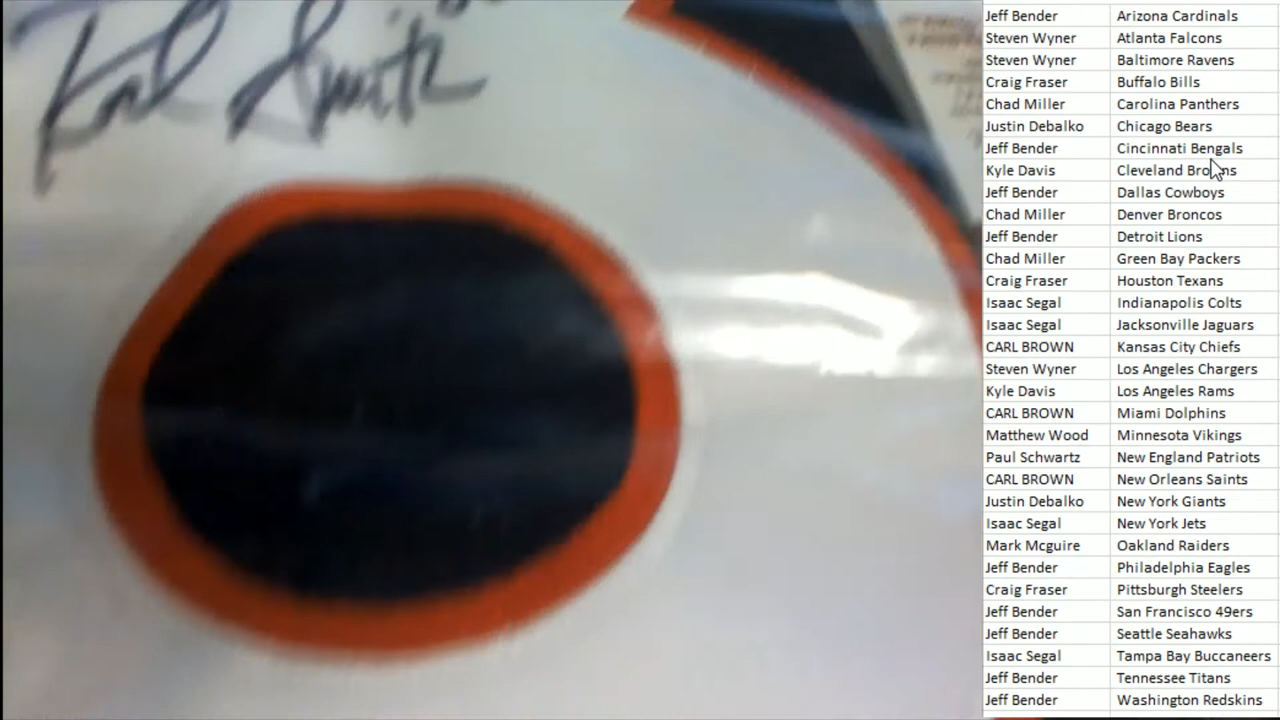 Jeff Bender Arizona Cardinals
Steven Wyner Atlanta Falcons
Steven Wyner Baltimore Ravens
Craig Fraser Buffalo Bills
Chad Miller Carolina Panthers
Justin Debalko Chicago Bears
Jeff Bender Cincinnati Bengals
Kyle Davis Cleveland Browns
Jeff Bender Dallas Cowboys
Chad Miller Denver Broncos
Jeff Bender Detroit Lions
Chad Miller Green Bay Packers
Craig Fraser Houston Texans
Isaac Segal Indianapolis Colts
Isaac Segal Jacksonville Jaguars
CARL BROWN Kansas City Chiefs
Steven Wyner Los Angeles Chargers
Kyle Davis Los Angeles Rams
CARL BROWN Miami Dolphins
Matthew Wood Minnesota Vikings
Paul Schwartz New England Patriots
CARL BROWN New Orleans Saints
Justin Debalko New York Giants
Isaac Segal New York Jets
Mark Mcguire Oakland Raiders
Jeff Bender Philadelphia Eagles
Craig Fraser Pittsburgh Steelers
Jeff Bender San Francisco 49ers
Jeff Bender Seattle Seahawks
Isaac Segal Tampa Bay Buccaneers
Jeff Bender Tennessee Titans
Jeff Bender Washington Redskins